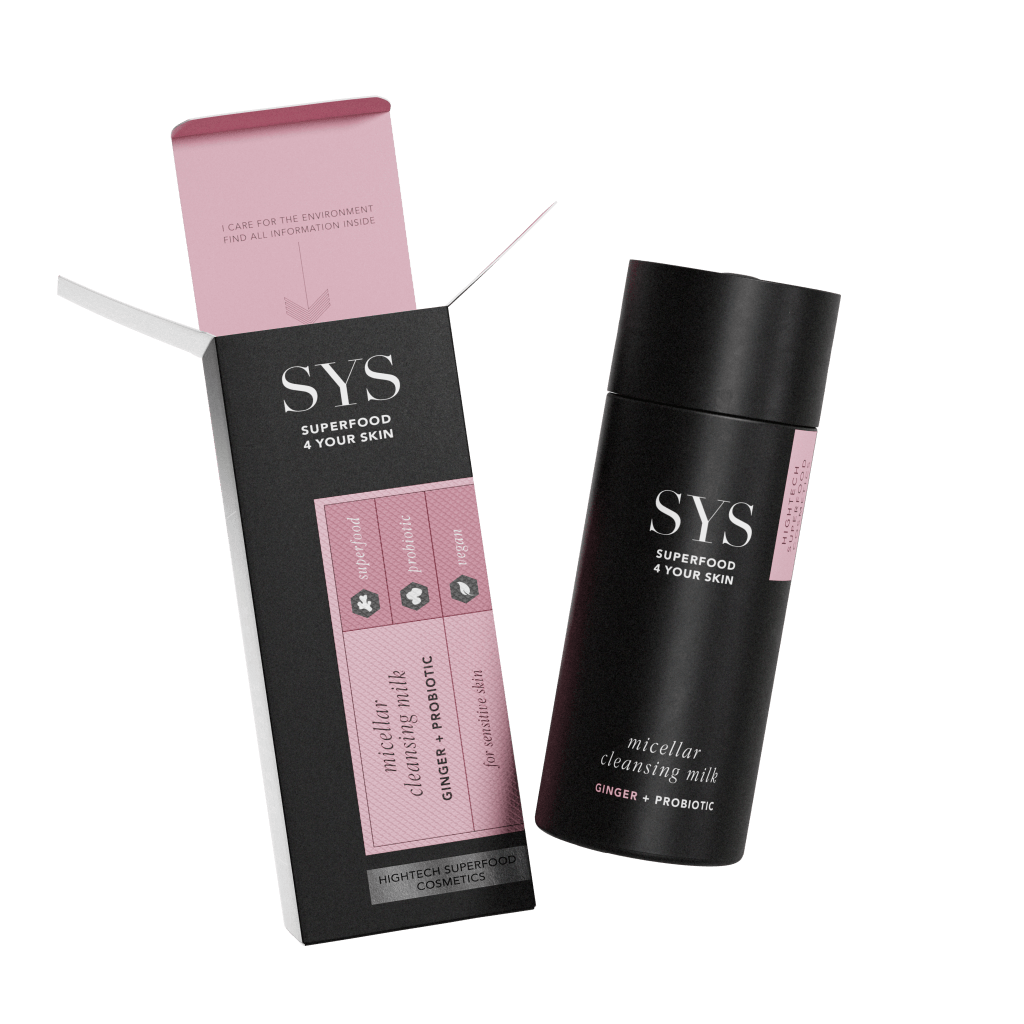 I CARE FOR THE ENVIRONMENT
FIND ALL INFORMATION INSIDE
SYS
SUPERFOOD
4 YOUR SKIN
superfood
probiotic
vegan
micellar
cleansing milk
GINGER + PROBIOTIC
for sensitive skin
HIGHTECH SUPERFOOD
COSMETICS
SYS
SUPERFOOD
4 YOUR SKIN
HIGHTECH
SUPERFOOD
COSMETICS
micellar
cleansing milk
GINGER + PROBIOTIC